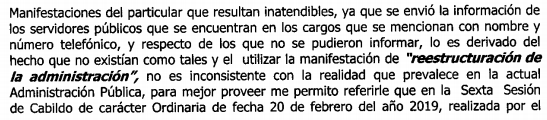 Manifestaciones del particular que resultan inatendibles, ya que se envió la información de
los servidores públicos que se encuentran en los cargos que se mencionan con nombre y
número telefónico, y respecto de los que no se pudieron informar, lo es derivado del
hecho que no existían como tales y el utilizar la manifestación de "reestructuración de
la administración", no es inconsistente con la realidad que prevalece en la actual
Administración Pública, para mejor proveer me permito referirle que en la Sexta Sesión
de Cabildo de carácter Ordinaria de fecha 20 de febrero del año 2019, realizada por el